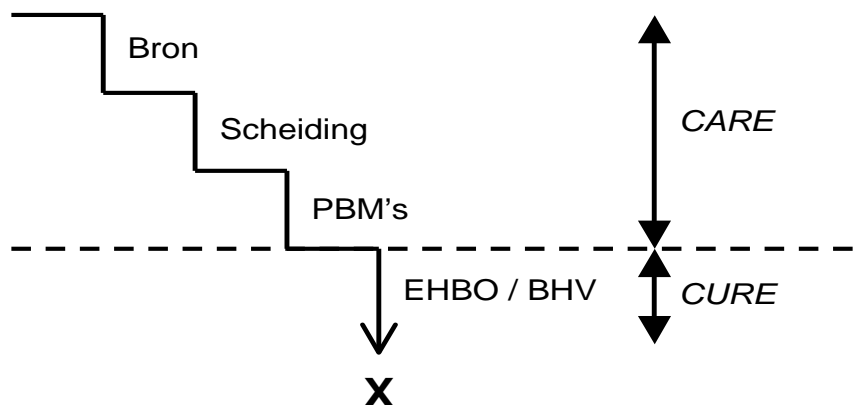 Bron
Scheiding
CARE
PBM's
EHBO / BHV
CURE
X